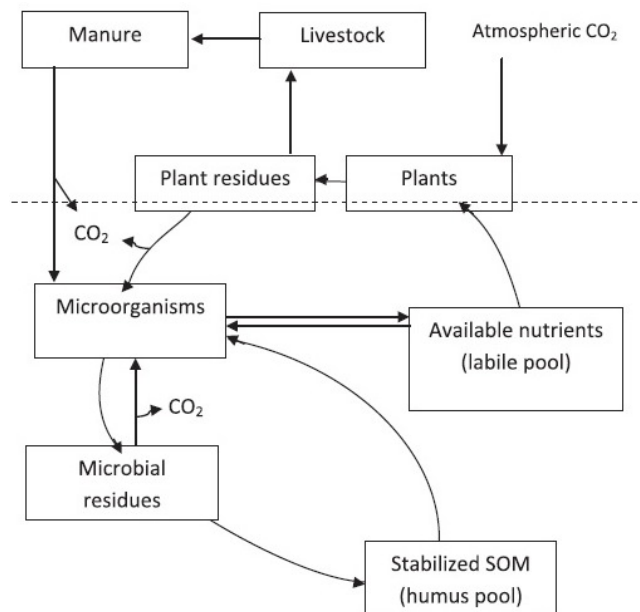 Manure
Livestock
Atmospheric CO₂
Plant residues
Plants
CO₂
Microorganisms
Available nutrients
(labile pool)
CO₂
Microbial
residues
Stabilized SOM
(humus pool)